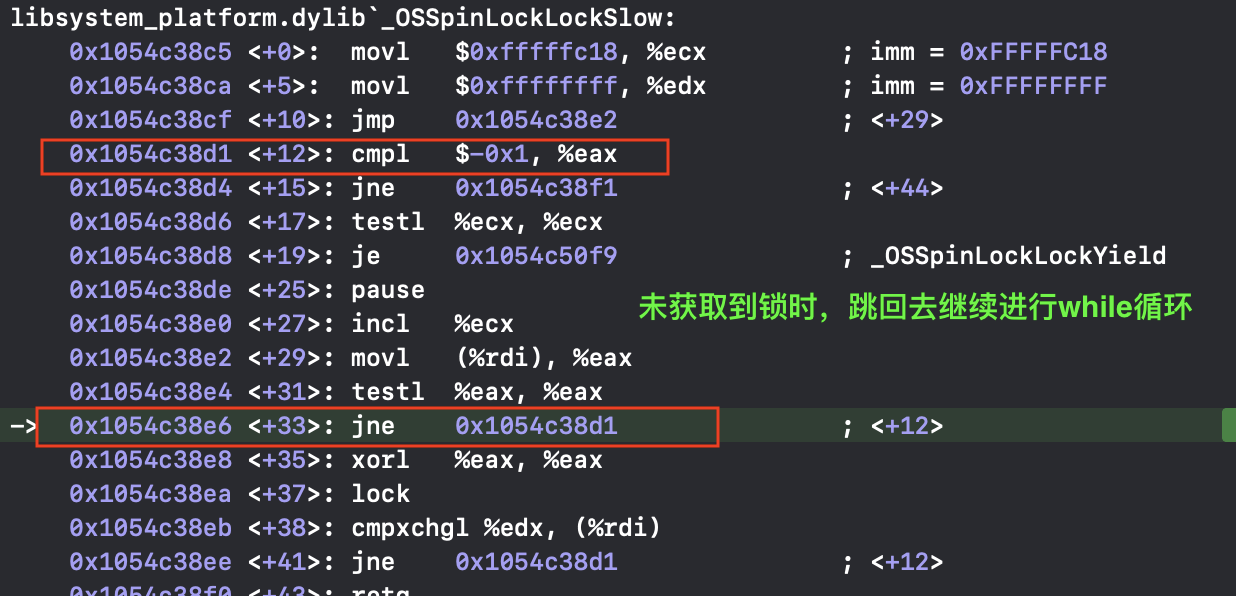 libsystem_platform.dylib`_OSSpinLockLockSlow:
0x1054c38c5 <+0>: movl $0xfffffc18, %ecx ; imm = 0xFFFFFC18
0x1054c38ca <+5>: movl $0xffffffff, %edx ; imm = 0xFFFFFFFF
0x1054c38cf <+10>: jmp 0x1054c38e2 ; <+29>
0x1054c38d1 <+12>: cmpl $-0x1, %eax
0x1054c38d4 <+15>: jne 0x1054c38f1 ; <+44>
0x1054c38d6 <+17>: testl %ecx, %ecx
0x1054c38d8 <+19>: je 0x1054c50f9 ; _OSSpinLockLockYield
0x1054c38de <+25>: pause
未获取到锁时，跳回去继续进行while循环
0x1054c38e0 <+27>: incl %ecx
0x1054c38e2 <+29>: movl (%rdi), %eax
0x1054c38e4 <+31>: testl %eax, %eax
-> 0x1054c38e6 <+33>: jne 0x1054c38d1 ; <+12>
0x1054c38e8 <+35>: xorl %eax, %eax
0x1054c38ea <+37>: lock
0x1054c38eb <+38>: cmpxchgl %edx, (%rdi)
0x1054c38ee <+41>: jne 0x1054c38d1 ; <+12>
0x1054c38f0 <+43>: retq